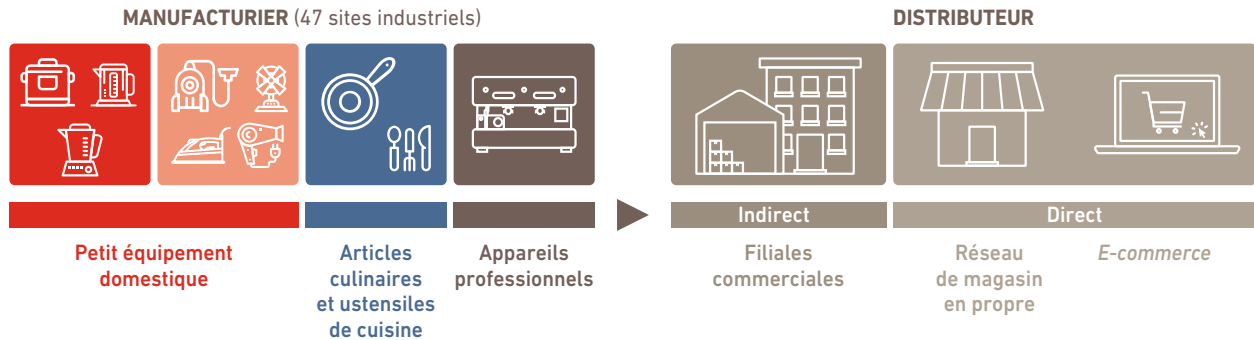 MANUFACTURIER (47 sites industriels)
DISTRIBUTEUR
Indirect
Direct
Petit équipement
domestique
Articles
culinaires
et ustensiles
de cuisine
Appareils
professionnels
Filiales
commerciales
Réseau
de magasin
en propre
E-commerce